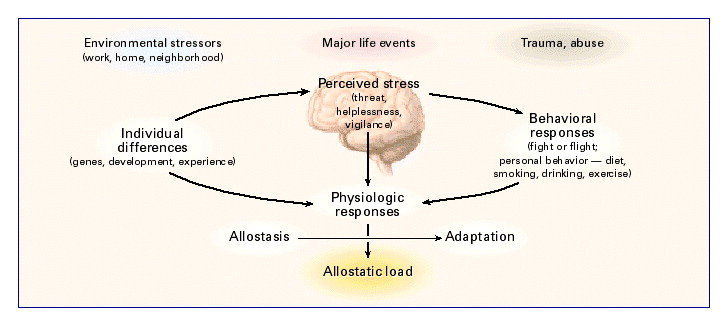 Environmental stressors
(work, home, neighborhood)
Major life events
Trauma, abuse
Perceived stress
(threat,
helplessness,
vigilance)
Individual
differences
(genes, development, experience)
Behavioral
responses
(fight or flight;
personal behavior — diet,
smoking, drinking, exercise)
Physiologic
responses
Allostasis
Adaptation
Allostatic load